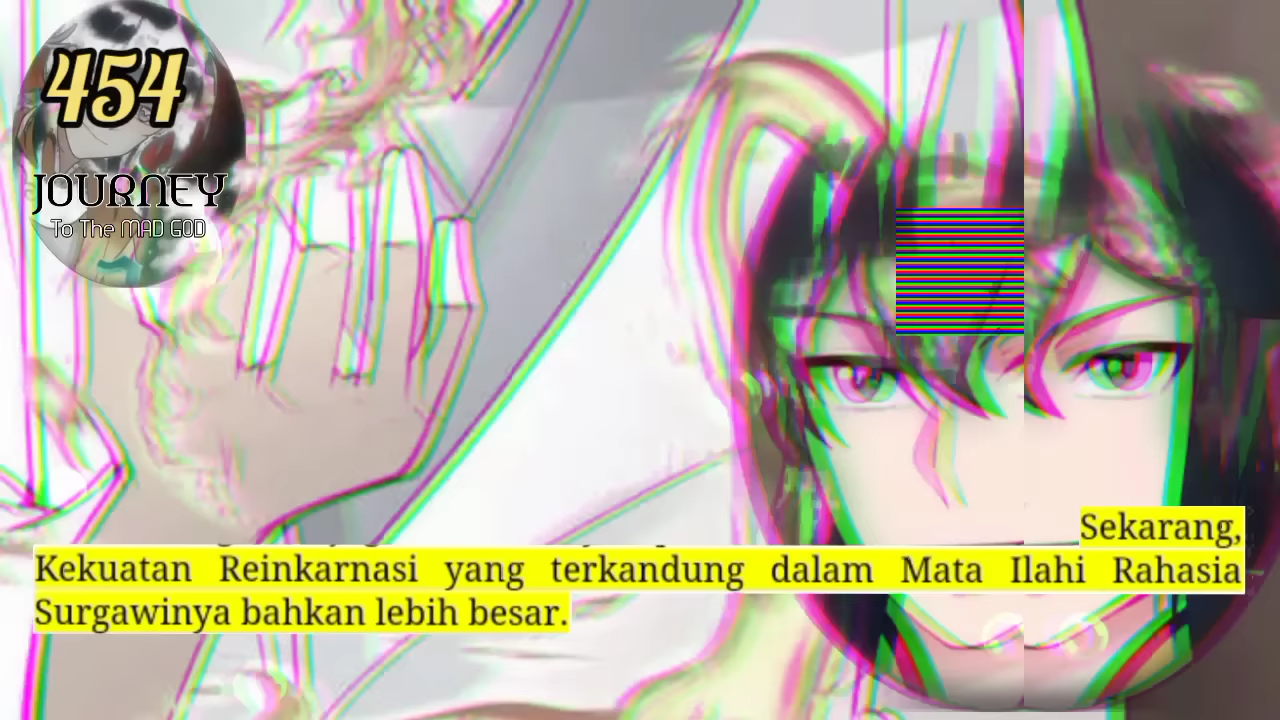 454
JOURNEY
To The MAD GOD
Sekarang,
Kekuatan Reinkarnasi yang terkandung dalam Mata Ilahi Rahasia
Surgawinya bahkan lebih besar.